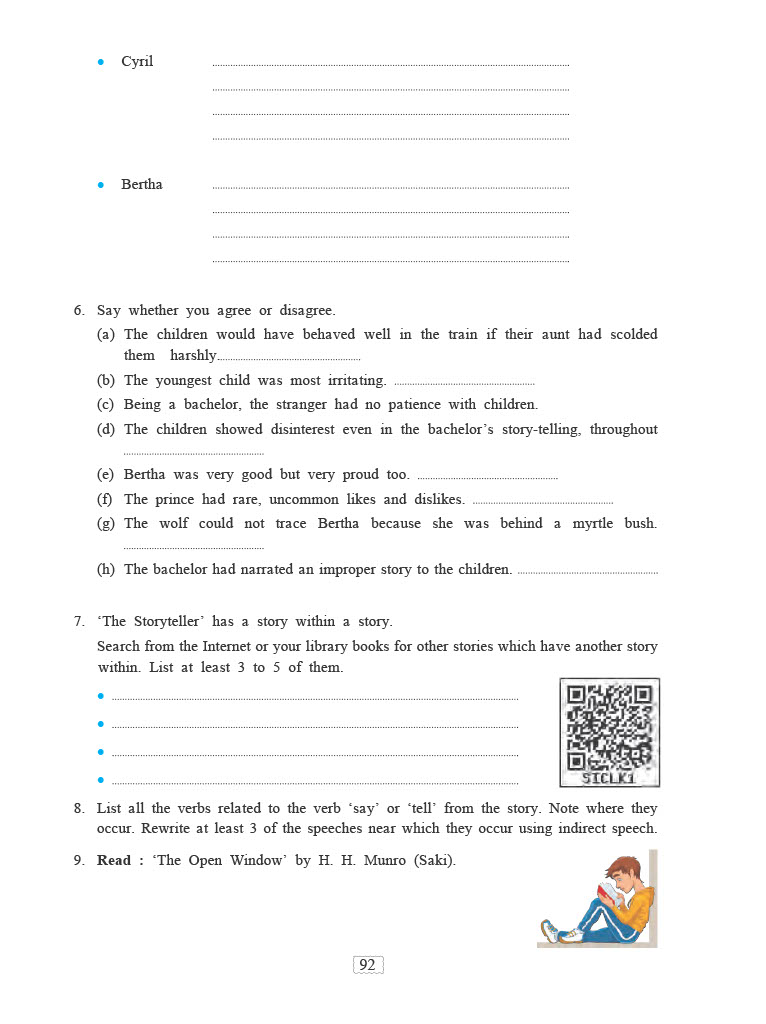 • Cyril ....................
....................
....................
....................
• Bertha ....................
....................
....................
....................
6. Say whether you agree or disagree.
(a) The children would have behaved well in the train if their aunt had scolded
them harshly....................
(b) The youngest child was most irritating. ....................
(c) Being a bachelor, the stranger had no patience with children.
(d) The children showed disinterest even in the bachelor’s story-telling, throughout
....................
(e) Bertha was very good but very proud too. ....................
(f) The prince had rare, uncommon likes and dislikes. ....................
(g) The wolf could not trace Bertha because she was behind a myrtle bush.
....................
(h) The bachelor had narrated an improper story to the children. ....................
7. ‘The Storyteller’ has a story within a story.
Search from the Internet or your library books for other stories which have another story
within. List at least 3 to 5 of them.
• ....................
• ....................
• ....................
• ....................
S1CLK1
8. List all the verbs related to the verb ‘say’ or ‘tell’ from the story. Note where they
occur. Rewrite at least 3 of the speeches near which they occur using indirect speech.
9. Read : ‘The Open Window’ by H. H. Munro (Saki).
92